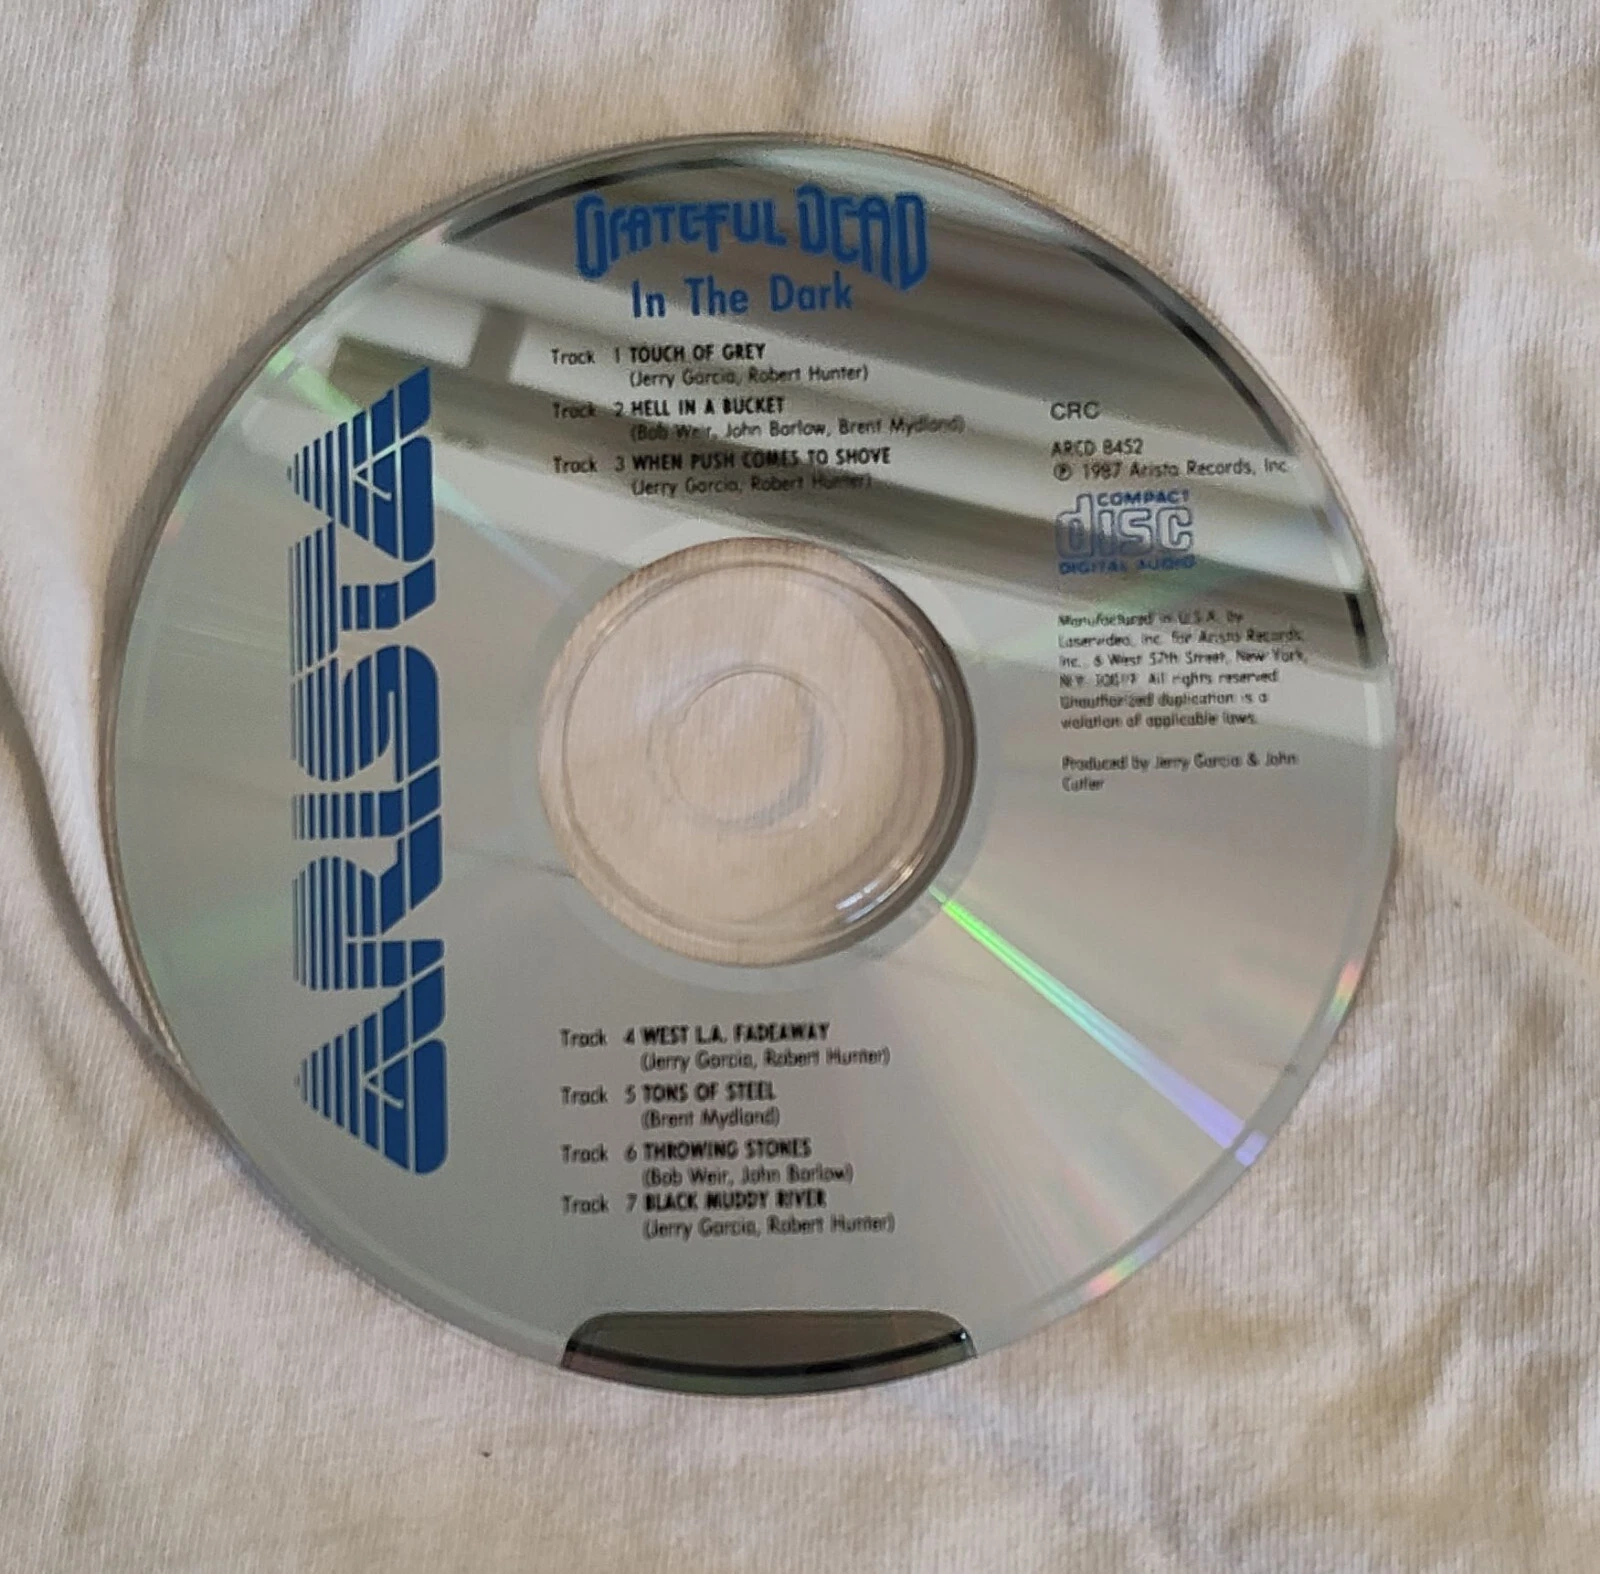 GRATEFUL DEAD
In The Dark
Track 1 TOUCH OF GREY
(Jerry Garcia, Robert Hunter)
Track 2 HELL IN A BUCKET
(Bob Weir, John Barlow, Brent Mydland)
Track 3 WHEN PUSH COMES TO SHOVE
(Jerry Garcia, Robert Hunter)
ARISTA
CRC
ARCD 8452
℗ 1987 Arista Records, Inc.
COMPACT
disc
DIGITAL AUDIO
Manufactured in U.S.A. by
Laservideo, Inc. for Arista Records,
Inc., 6 West 57th Street, New York,
N.Y. All rights reserved.
Unauthorized duplication is a
violation of applicable laws.
Produced by Jerry Garcia & John
Cutler
Track 4 WEST L.A. FADEAWAY
(Jerry Garcia, Robert Hunter)
Track 5 TONS OF STEEL
(Brent Mydland)
Track 6 THROWING STONES
(Bob Weir, John Barlow)
Track 7 BLACK MUDDY RIVER
(Jerry Garcia, Robert Hunter)